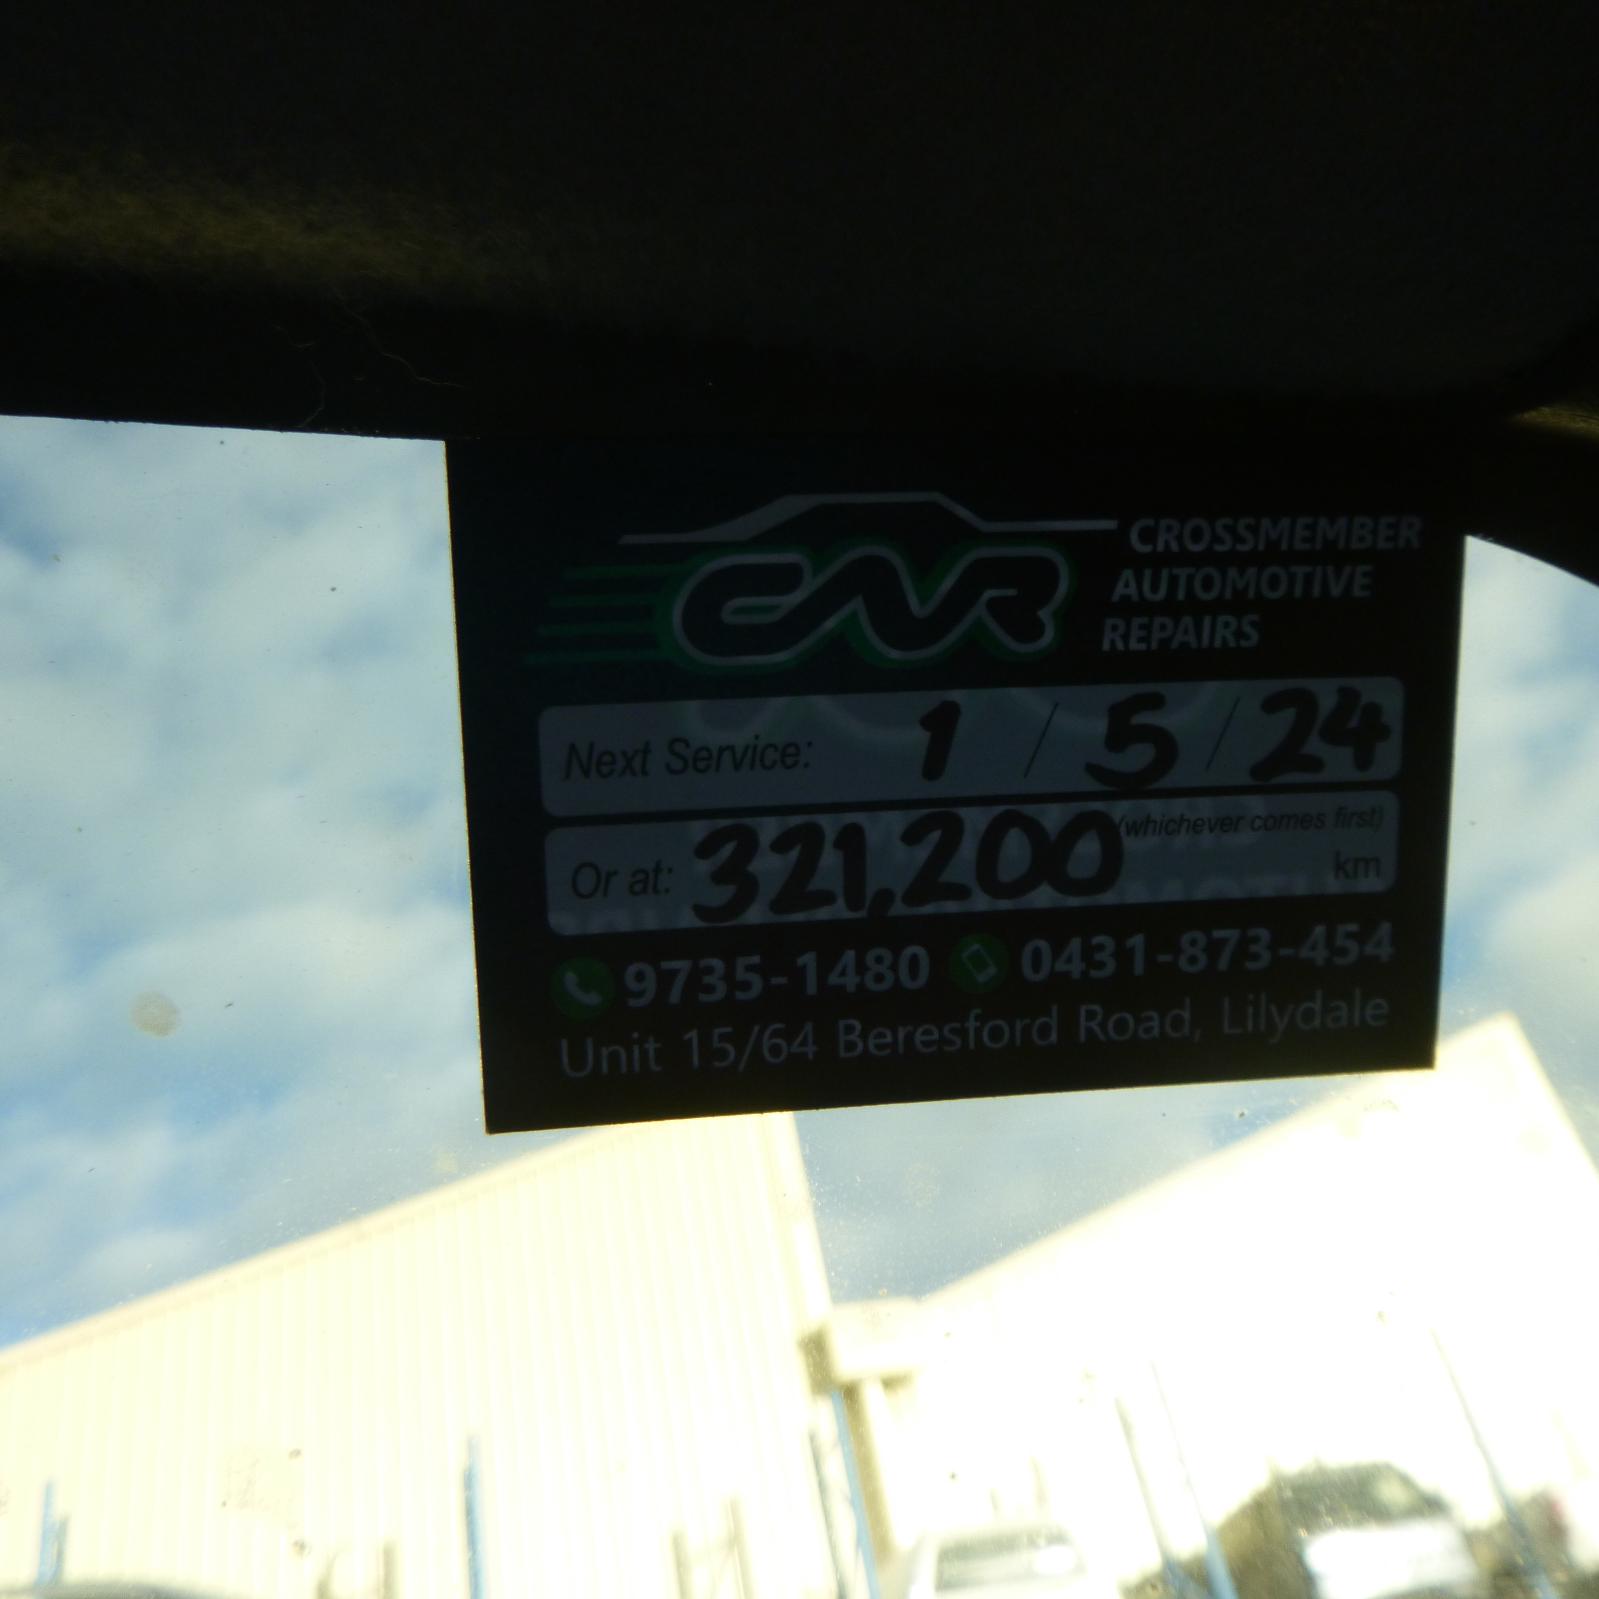 CAR
CROSSMEMBER
AUTOMOTIVE
REPAIRS
Next Service: 1 / 5 / 24
(whichever comes first)
Or at: 321,200 km
9735-1480 0431-873-454
Unit 15/64 Beresford Road, Lilydale